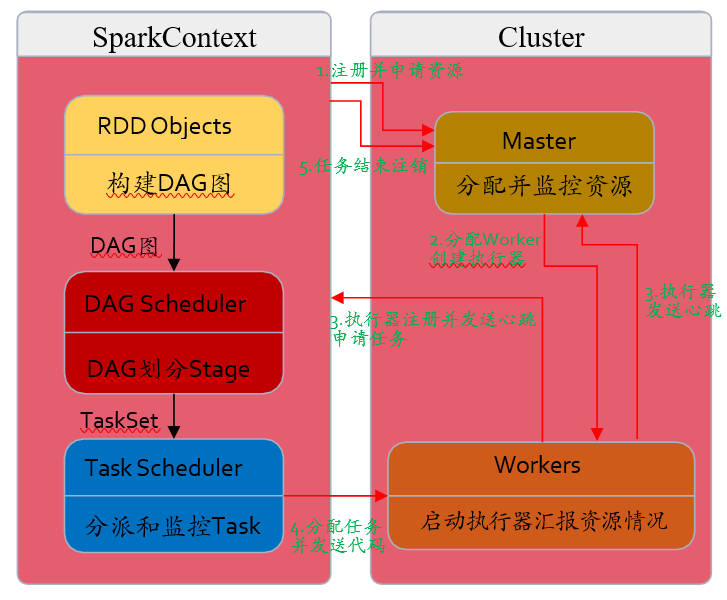 SparkContext
Cluster
1.注册并申请资源
RDD Objects
构建DAG图
Master
分配并监控资源
5.任务结束注销
DAG图
2.分配Worker
创建执行器
DAG Scheduler
DAG划分Stage
3.执行器注册并发送心跳
申请任务
3.执行器
发送心跳
TaskSet
Task Scheduler
分派和监控Task
4.分配任务
并发送代码
Workers
启动执行器汇报资源情况